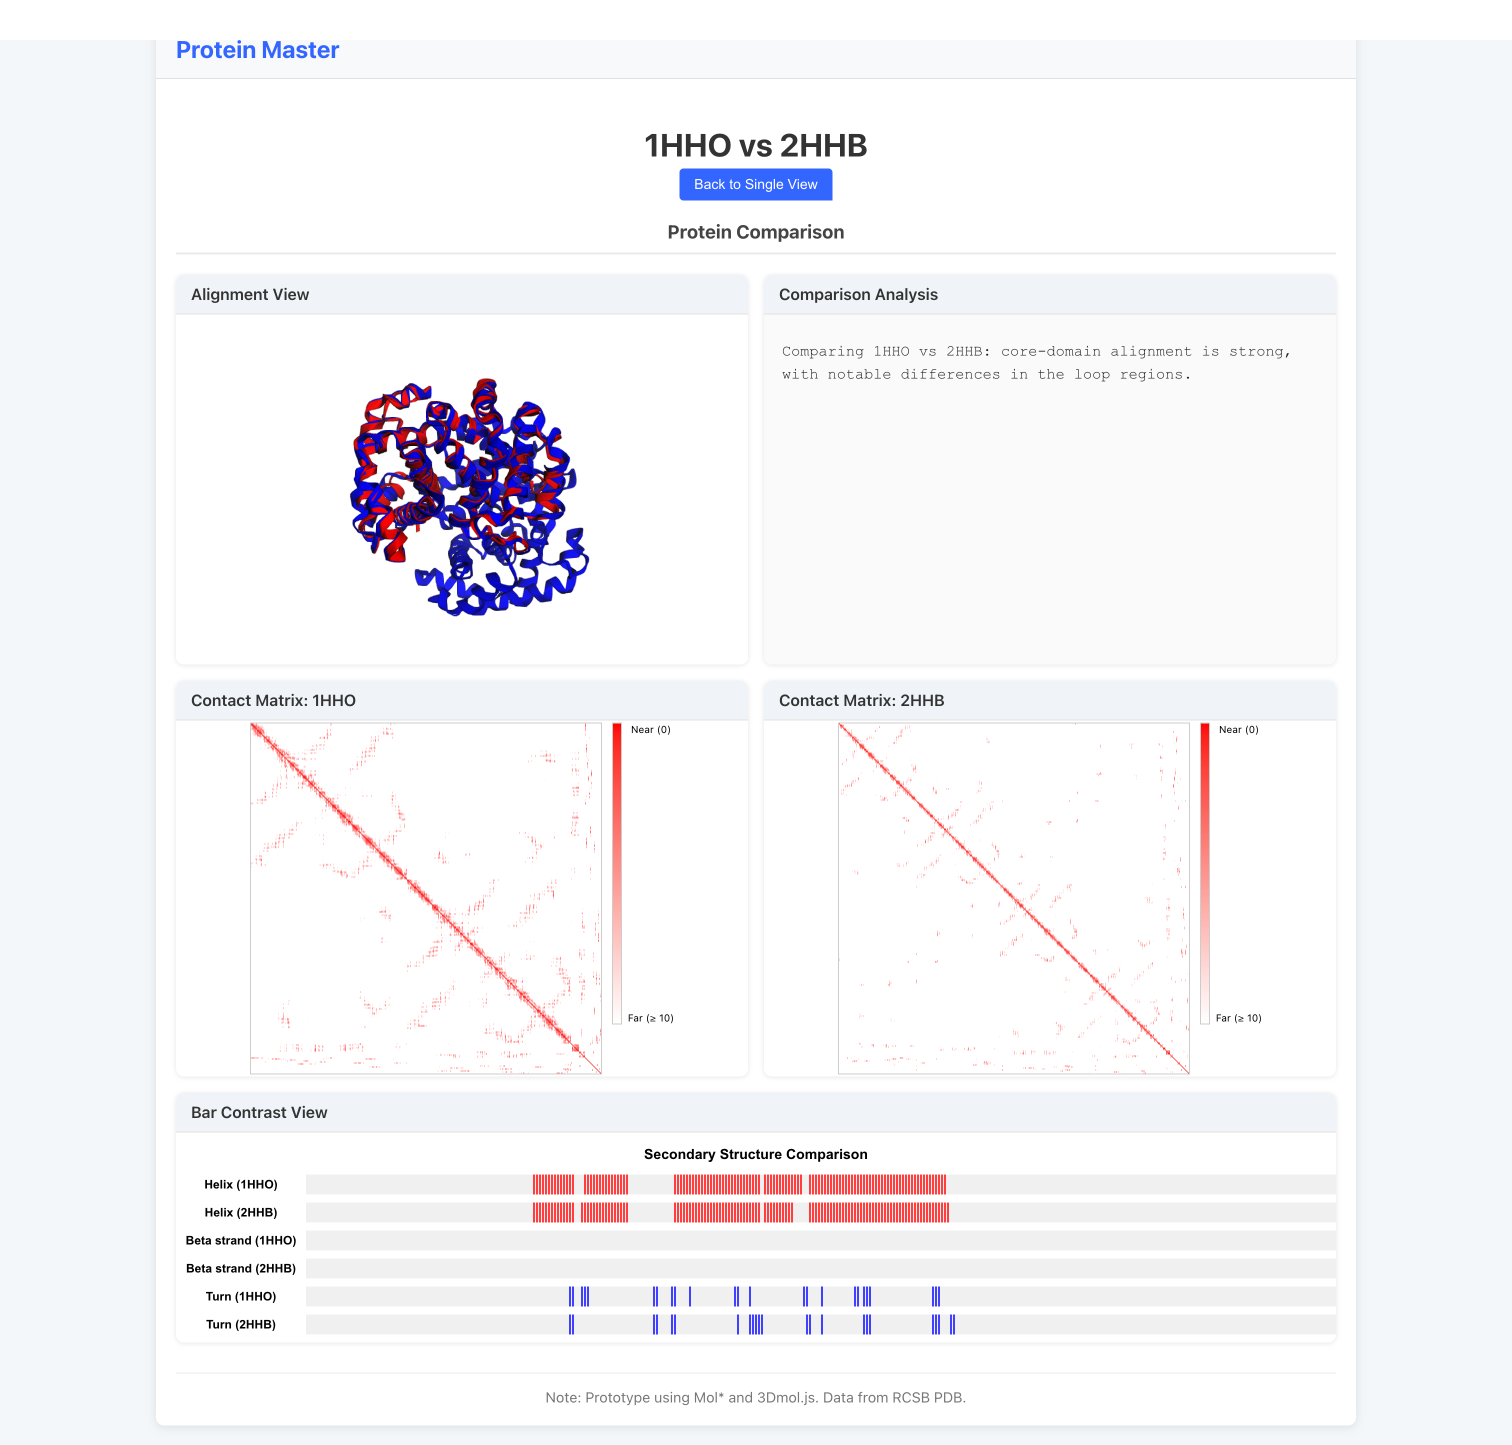 Protein Master
1HHO vs 2HHB
Back to Single View
Protein Comparison
Alignment View
Comparison Analysis
Comparing 1HHO vs 2HHB: core-domain alignment is strong,
with notable differences in the loop regions.
Contact Matrix: 1HHO
Near (0)
Far (≥ 10)
Contact Matrix: 2HHB
Near (0)
Far (≥ 10)
Bar Contrast View
Secondary Structure Comparison
Helix (1HHO)
Helix (2HHB)
Beta strand (1HHO)
Beta strand (2HHB)
Turn (1HHO)
Turn (2HHB)
Note: Prototype using Mol* and 3Dmol.js. Data from RCSB PDB.